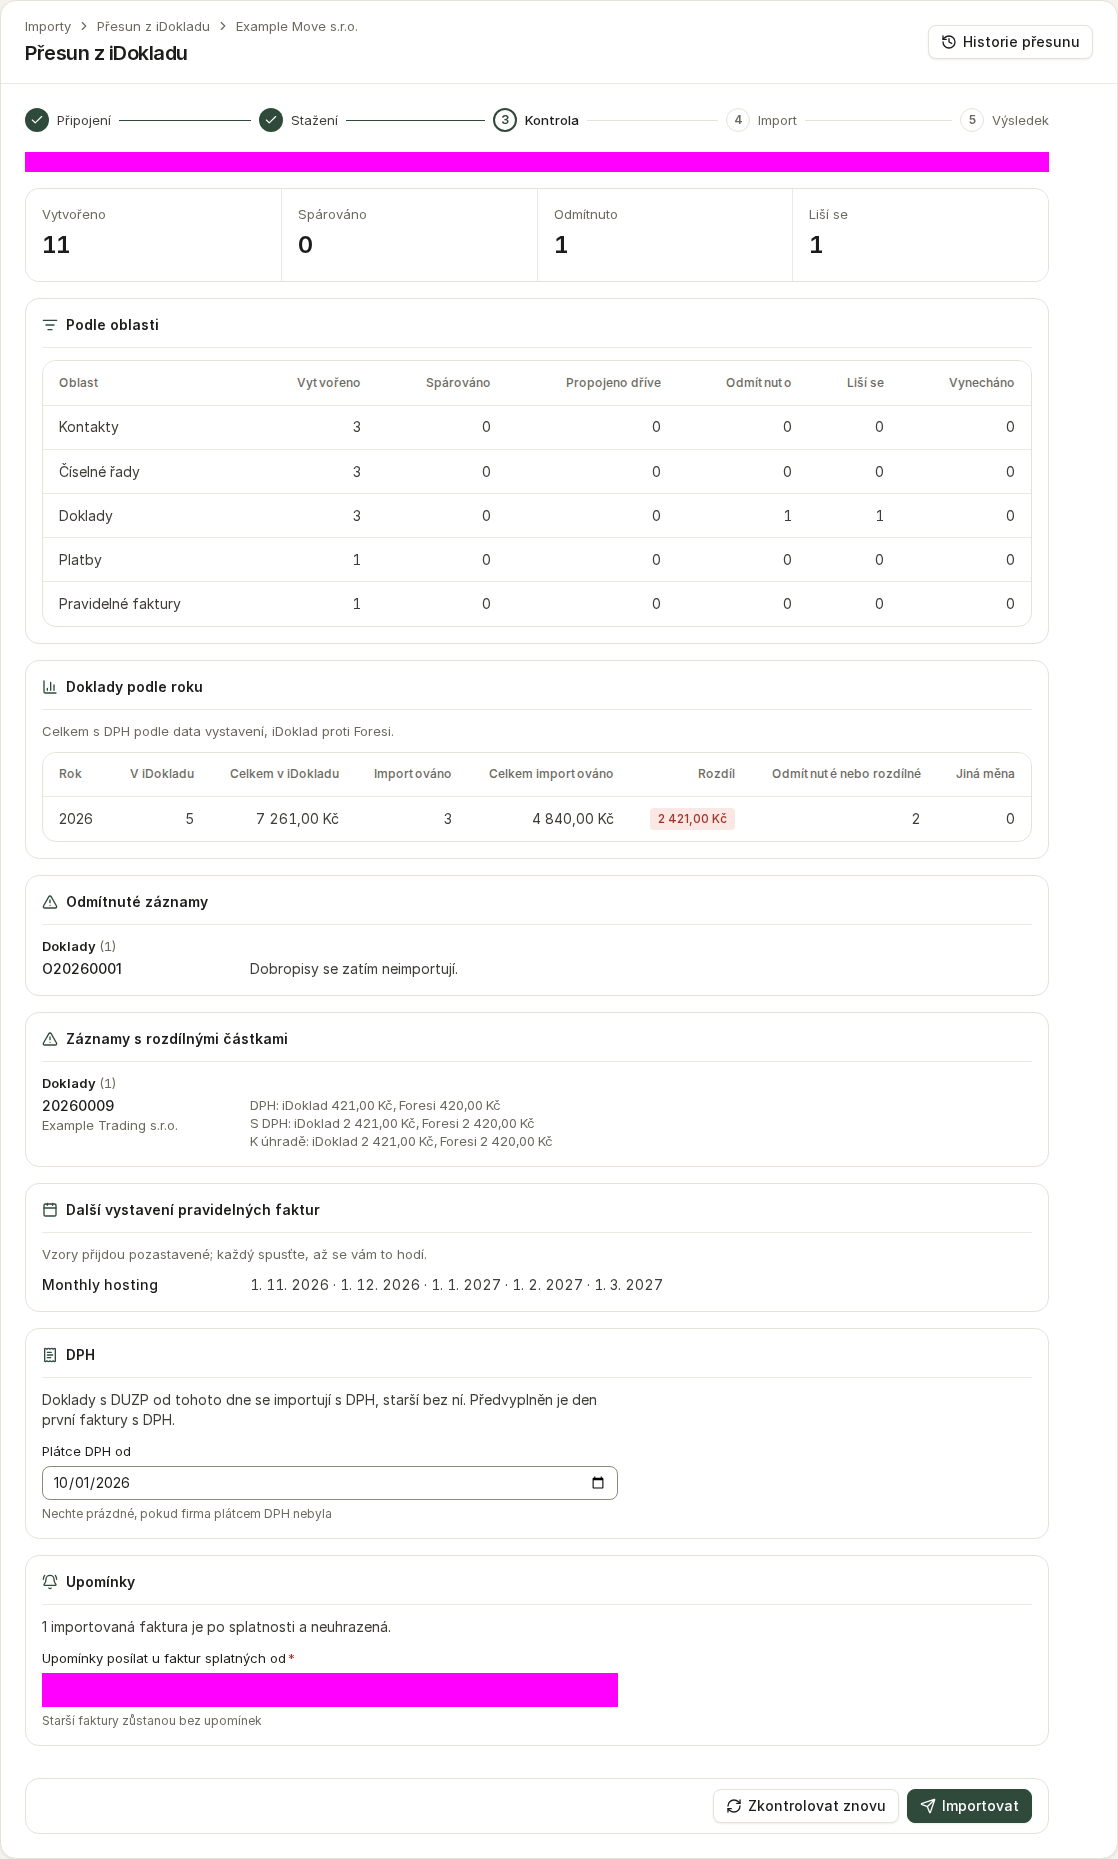 Importy > Přesun z iDokladu > Example Move s.r.o.
Přesun z iDokladu
Historie přesunu
Připojení
Stažení
3 Kontrola
4 Import
5 Výsledek
Vytvořeno Spárováno Odmítnuto Liší se
11 0 1 1
Podle oblasti
Oblast Vytvořeno Spárováno Propojeno dříve Odmítnuto Liší se Vynecháno
Kontakty 3 0 0 0 0 0
Číselné řady 3 0 0 0 0 0
Doklady 3 0 0 1 1 0
Platby 1 0 0 0 0 0
Pravidelné faktury 1 0 0 0 0 0
Doklady podle roku
Celkem s DPH podle data vystavení, iDoklad proti Foresi.
Rok V iDokladu Celkem v iDokladu Importováno Celkem importováno Rozdíl Odmítnuté nebo rozdílné Jiná měna
2026 5 7 261,00 Kč 3 4 840,00 Kč 2 421,00 Kč 2 0
Odmítnuté záznamy
Doklady (1)
O20260001 Dobropisy se zatím neimportují.
Záznamy s rozdílnými částkami
Doklady (1)
20260009
Example Trading s.r.o.
DPH: iDoklad 421,00 Kč, Foresi 420,00 Kč
S DPH: iDoklad 2 421,00 Kč, Foresi 2 420,00 Kč
K úhradě: iDoklad 2 421,00 Kč, Foresi 2 420,00 Kč
Další vystavení pravidelných faktur
Vzory přijdou pozastavené; každý spusťte, až se vám to hodí.
Monthly hosting 1. 11. 2026 · 1. 12. 2026 · 1. 1. 2027 · 1. 2. 2027 · 1. 3. 2027
DPH
Doklady s DUZP od tohoto dne se importují s DPH, starší bez ní. Předvyplněn je den
první faktury s DPH.
Plátce DPH od
10/01/2026
Nechte prázdné, pokud firma plátcem DPH nebyla
Upomínky
1 importovaná faktura je po splatnosti a neuhrazená.
Upomínky posílat u faktur splatných od *
Starší faktury zůstanou bez upomínek
Zkontrolovat znovu
Importovat